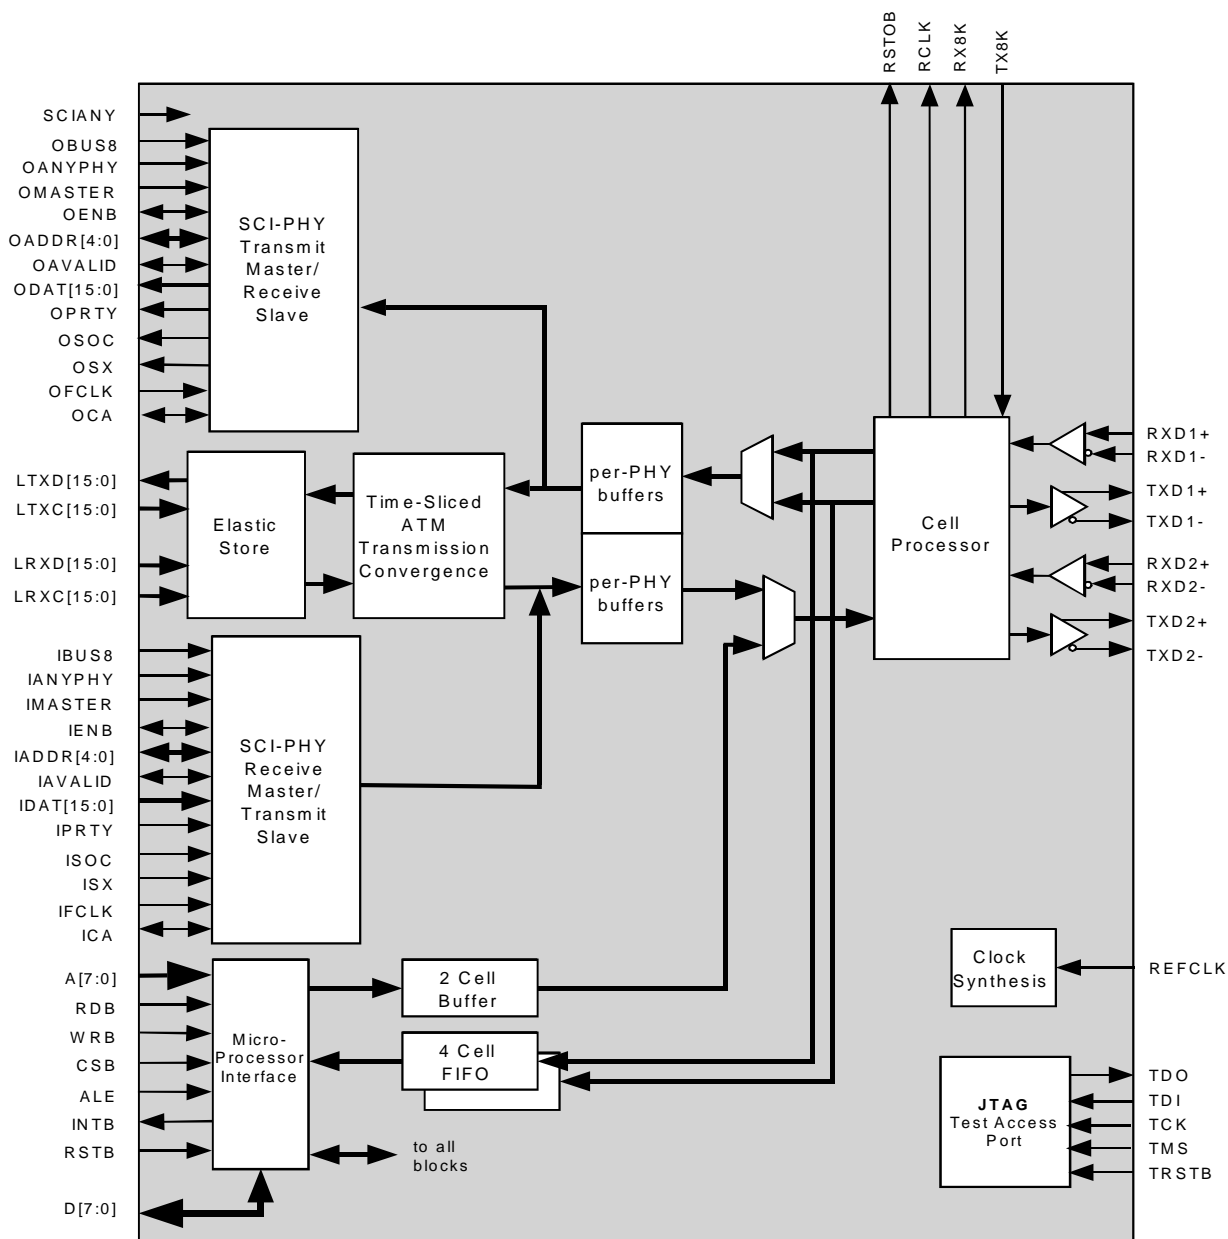 RSTOB
RCLK
RX8K
TX8K
SCIANY
OBUS8
OANYPHY
OMASTER
OENB
OADDR[4:0]
OAVALID
ODAT[15:0]
OPRTY
OSOC
OSX
OFCLK
OCA
SCI-PHY
Transmit
Master/
Receive
Slave
LTXD[15:0]
LTXC[15:0]
LRXD[15:0]
LRXC[15:0]
Elastic
Store
Time-Sliced
ATM
Transmission
Convergence
per-PHY
buffers
per-PHY
buffers
Cell
Processor
RXD1+
RXD1-
TXD1+
TXD1-
RXD2+
RXD2-
TXD2+
TXD2-
IBUS8
IANYPHY
IMASTER
IENB
IADDR[4:0]
IAVALID
IDAT[15:0]
IPRTY
ISOC
ISX
IFCLK
ICA
SCI-PHY
Receive
Master/
Transmit
Slave
A[7:0]
RDB
WRB
CSB
ALE
INTB
RSTB
D[7:0]
Micro-
Processor
Interface
2 Cell
Buffer
4 Cell
FIFO
to all
blocks
Clock
Synthesis
REFCLK
JTAG
Test Access
Port
TDO
TDI
TCK
TMS
TRSTB